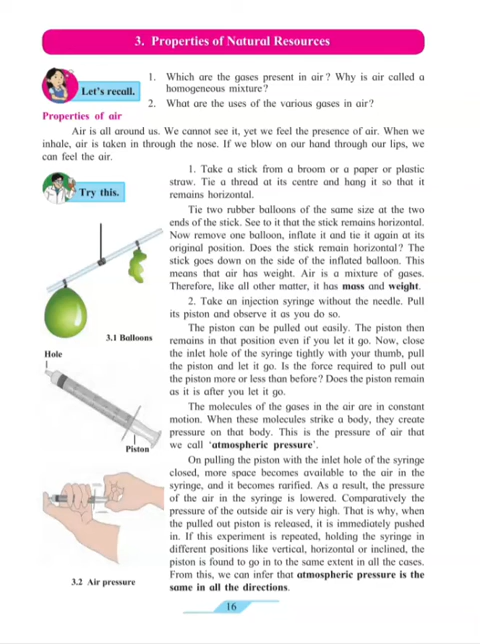 3. Properties of Natural Resources
Let's recall.
1. Which are the gases present in air? Why is air called a
homogeneous mixture?
2. What are the uses of the various gases in air?
Properties of air
Air is all around us. We cannot see it, yet we feel the presence of air. When we
inhale, air is taken in through the nose. If we blow on our hand through our lips, we
can feel the air.
Try this.
1. Take a stick from a broom or a paper or plastic
straw. Tie a thread at its centre and hang it so that it
remains horizontal.
Tie two rubber balloons of the same size at the two
ends of the stick. See to it that the stick remains horizontal.
Now remove one balloon, inflate it and tie it again at its
original position. Does the stick remain horizontal? The
stick goes down on the side of the inflated balloon. This
means that air has weight. Air is a mixture of gases.
Therefore, like all other matter, it has mass and weight.
3.1 Balloons
2. Take an injection syringe without the needle. Pull
its piston and observe it as you do so.
The piston can be pulled out easily. The piston then
remains in that position even if you let it go. Now, close
the inlet hole of the syringe tightly with your thumb, pull
the piston and let it go. Is the force required to pull out
the piston more or less than before? Does the piston remain
as it is after you let it go.
Hole
Piston
The molecules of the gases in the air are in constant
motion. When these molecules strike a body, they create
pressure on that body. This is the pressure of air that
we call 'atmospheric pressure'.
On pulling the piston with the inlet hole of the syringe
closed, more space becomes available to the air in the
syringe, and it becomes rarified. As a result, the pressure
of the air in the syringe is lowered. Comparatively the
pressure of the outside air is very high. That is why, when
the pulled out piston is released, it is immediately pushed
in. If this experiment is repeated, holding the syringe in
different positions like vertical, horizontal or inclined, the
piston is found to go in to the same extent in all the cases.
From this, we can infer that atmospheric pressure is the
same in all the directions.
3.2 Air pressure
16